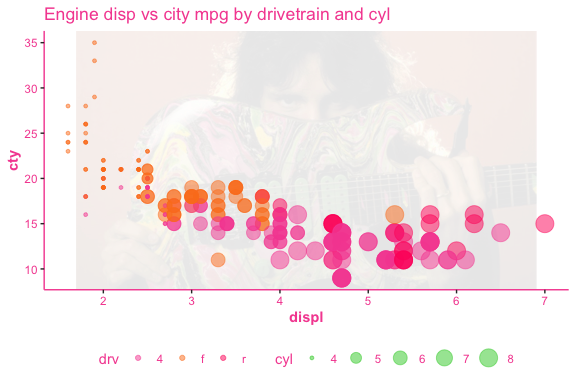 Engine disp vs city mpg by drivetrain and cyl
cty
35
30
25
20
15
10
2 3 4 5 6 7
displ
drv 4 f r cyl 4 5 6 7 8